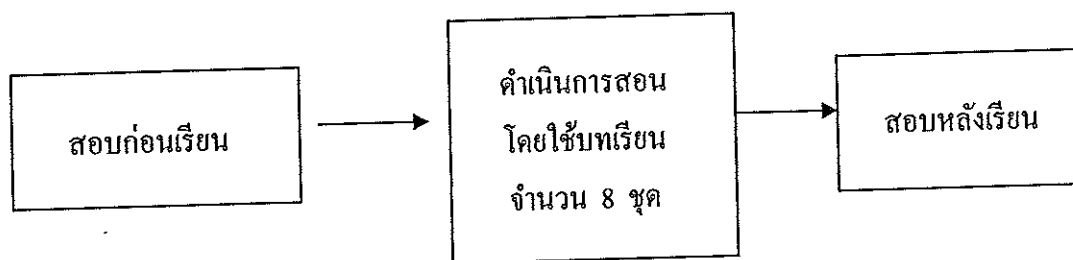 สอบก่อนเรียน
ดำเนินการสอน
โดยใช้บทเรียน
จำนวน 8 ชุด
สอบหลังเรียน